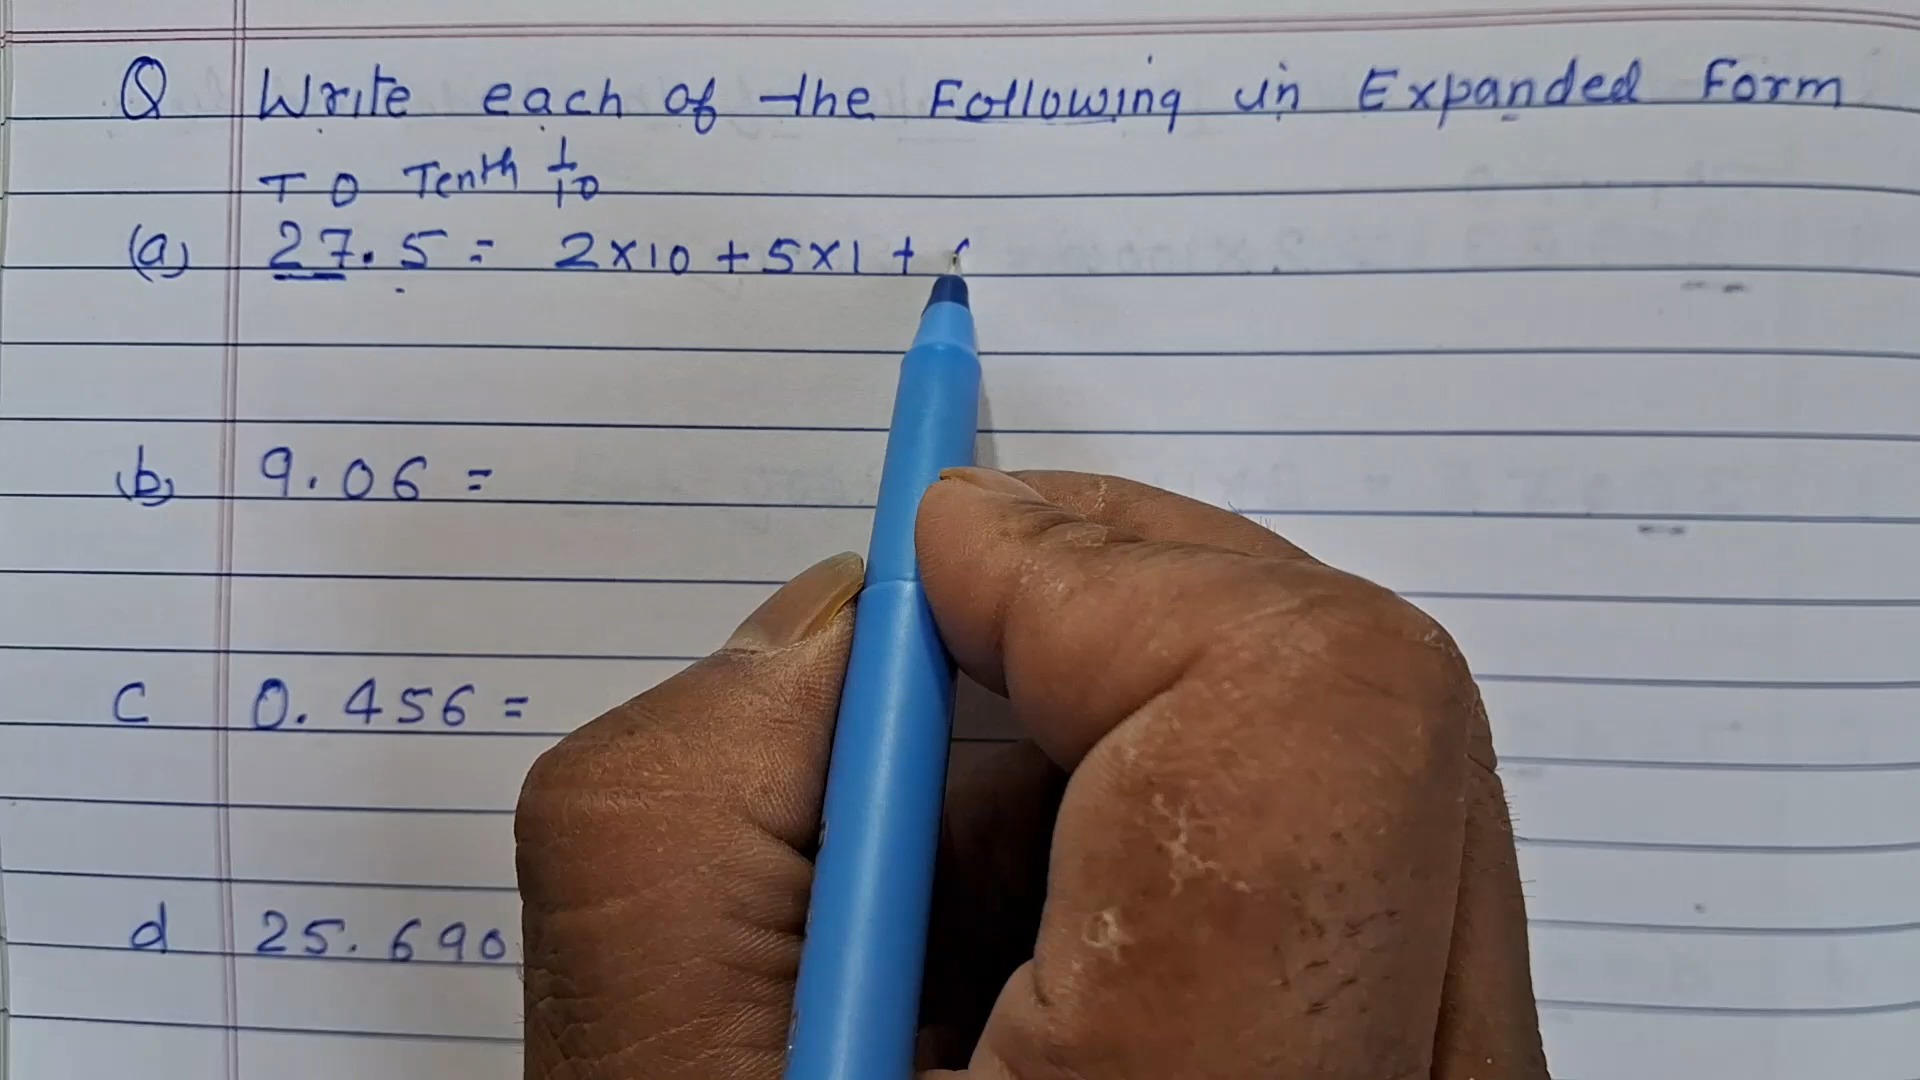 Q Write each of the Following in Expanded Form
T O Tenth 1/10
(a) 27.5 = 2×10 + 5×1 +
(b) 9.06 =
C 0.456 =
d 25.690